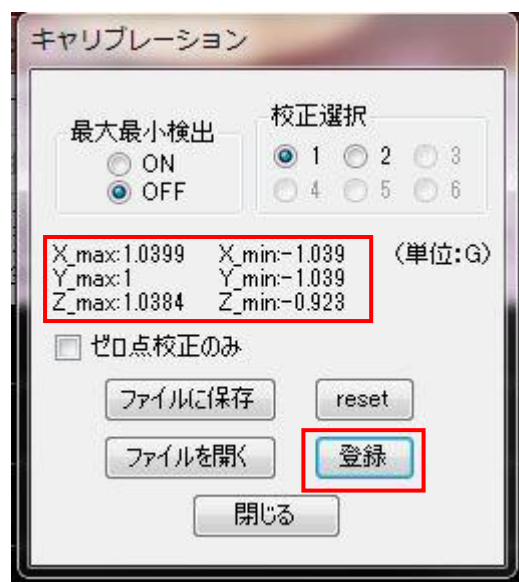 キャリブレーション
最大最小検出
ON
OFF
校正選択
1 2 3
4 5 6
X_max:1.0399 X_min:-1.039 (単位:G)
Y_max:1 Y_min:-1.039
Z_max:1.0384 Z_min:-0.923
ゼロ点校正のみ
ファイルに保存 reset
ファイルを開く 登録
閉じる